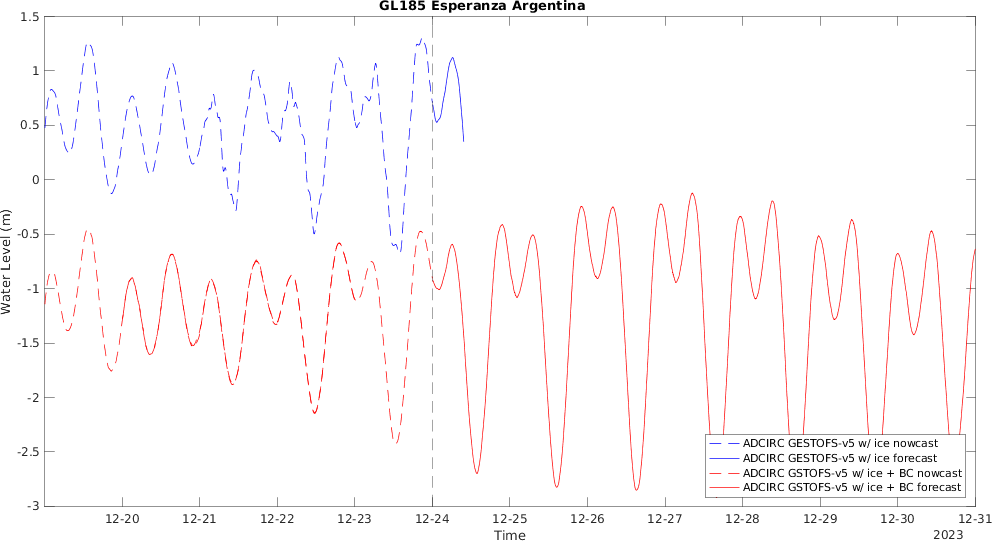 GL185 Esperanza Argentina
1.5
1
0.5
0
-0.5
-1
-1.5
-2
-2.5
-3
Water Level (m)
12-20 12-21 12-22 12-23 12-24 12-25 12-26 12-27 12-28 12-29 12-30 12-31
Time
2023
ADCIRC GESTOFS-v5 w/ ice nowcast
ADCIRC GESTOFS-v5 w/ ice forecast
ADCIRC GSTOFS-v5 w/ ice + BC nowcast
ADCIRC GSTOFS-v5 w/ ice + BC forecast